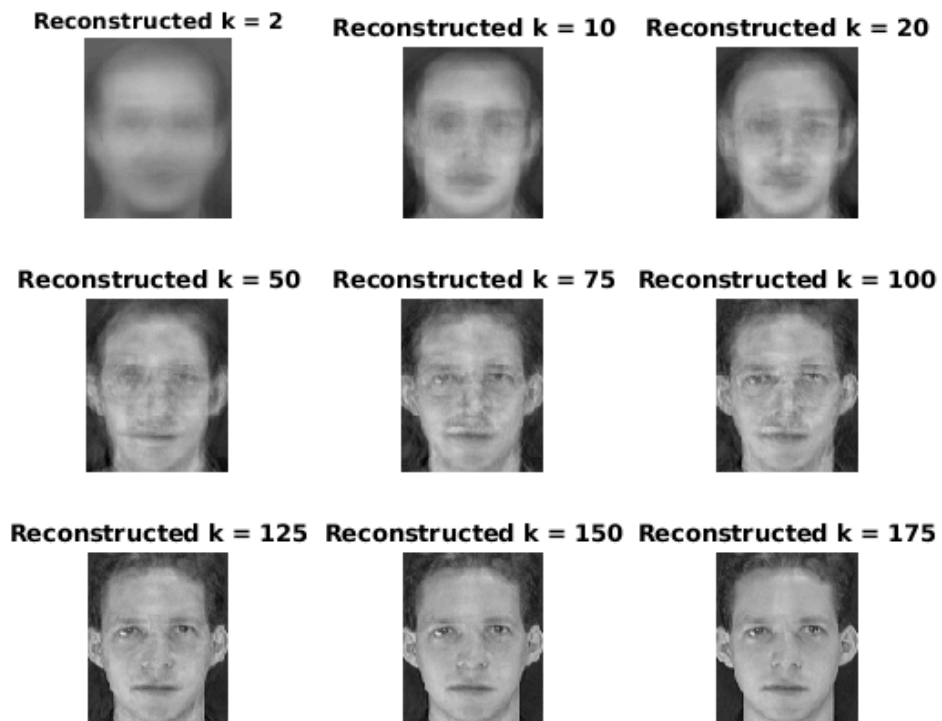 Reconstructed k = 2
Reconstructed k = 10
Reconstructed k = 20
Reconstructed k = 50
Reconstructed k = 75
Reconstructed k = 100
Reconstructed k = 125
Reconstructed k = 150
Reconstructed k = 175